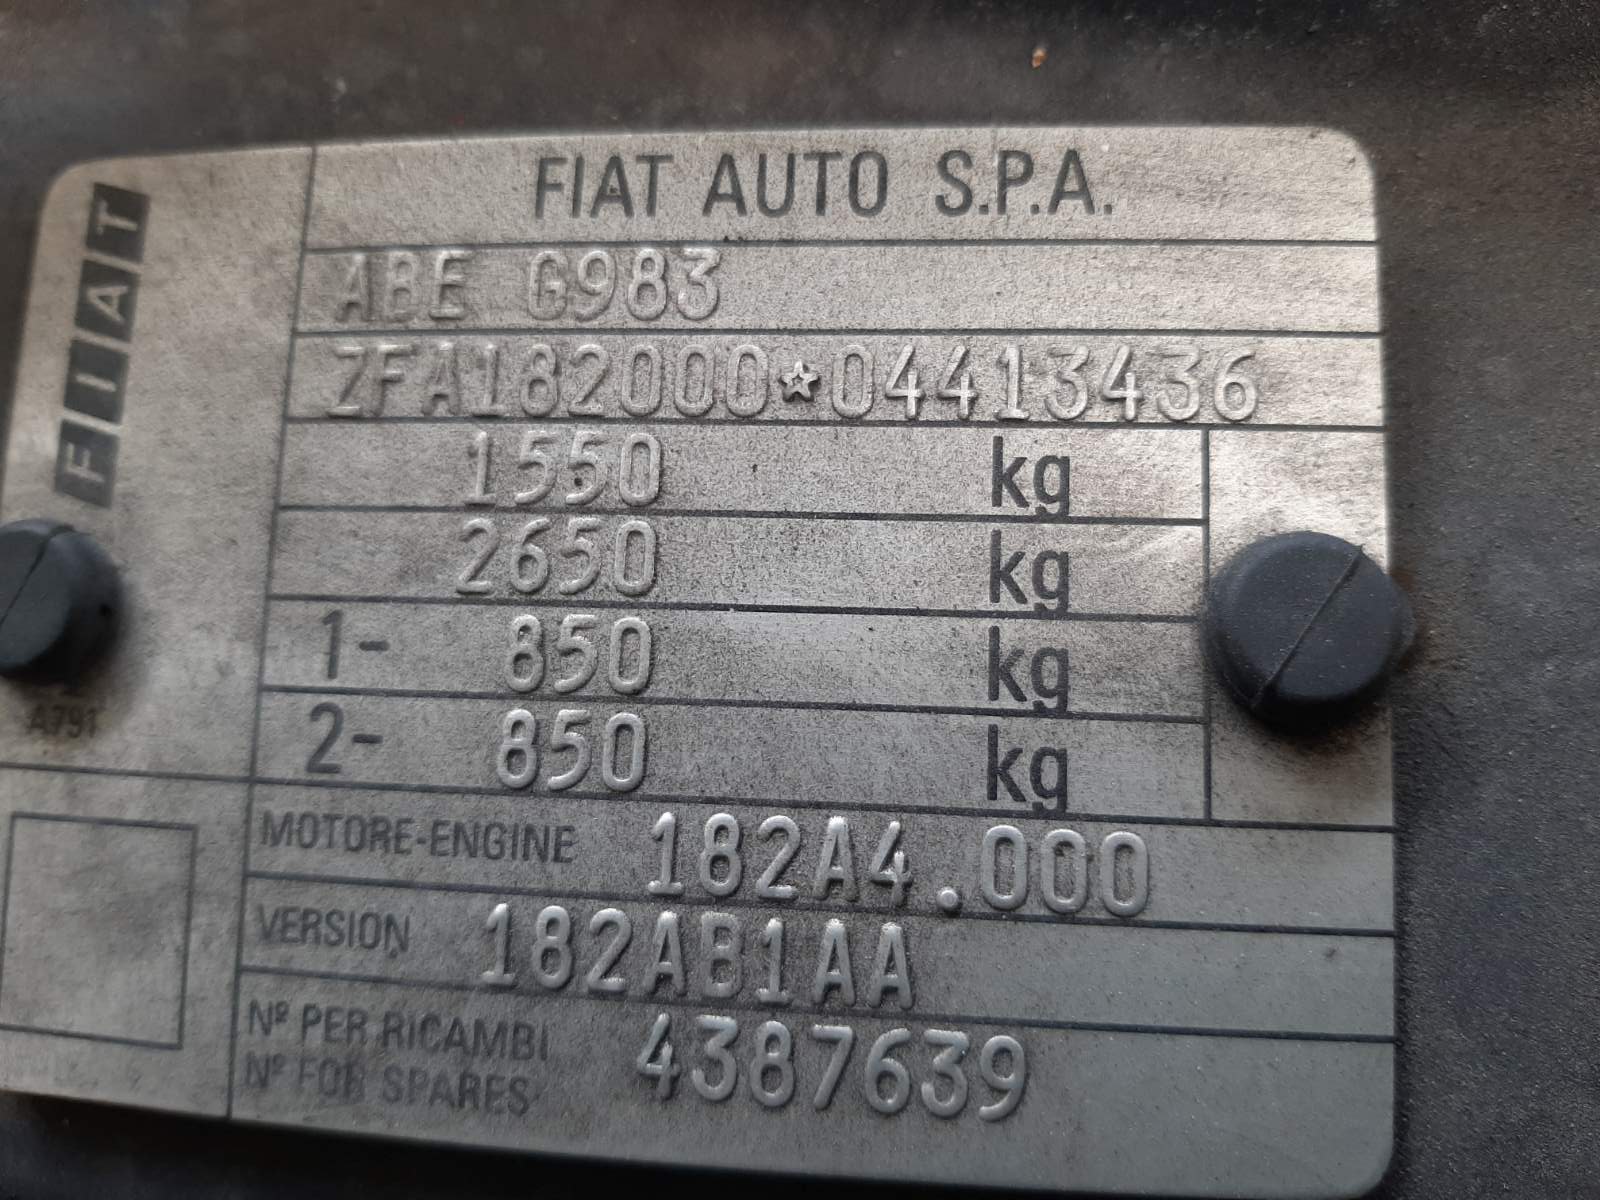 FIAT
FIAT AUTO S.P.A.
ABE G983
ZFA182000*04413436
1550 kg
2650 kg
1- 850 kg
2- 850 kg
A791
MOTORE-ENGINE 182A4.000
VERSION 182AB1AA
Nº PER RICAMBI
Nº FOR SPARES 4387639